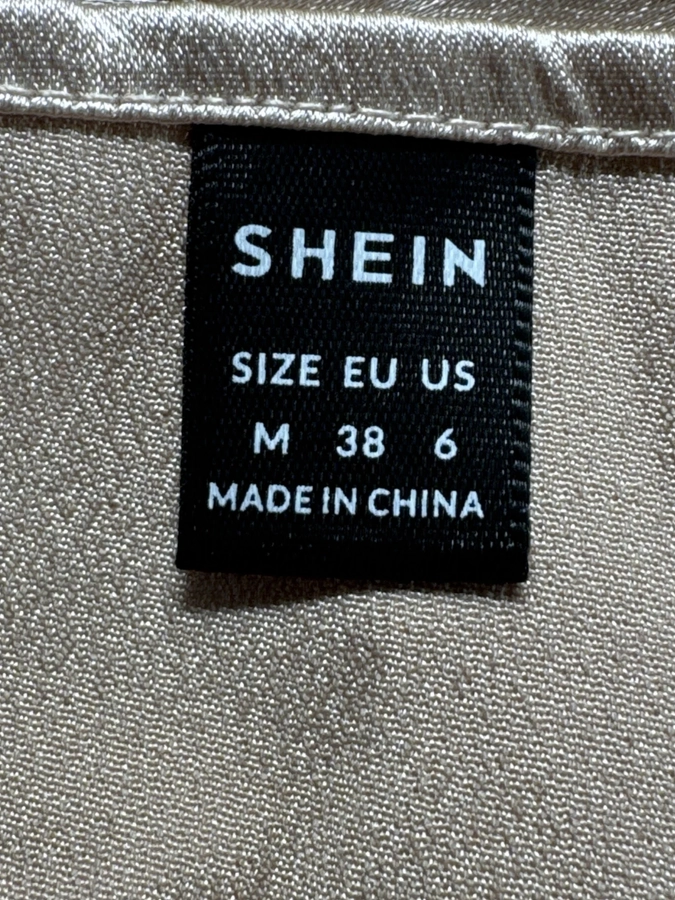 SHEIN
SIZE EU US
M 38 6
MADE IN CHINA